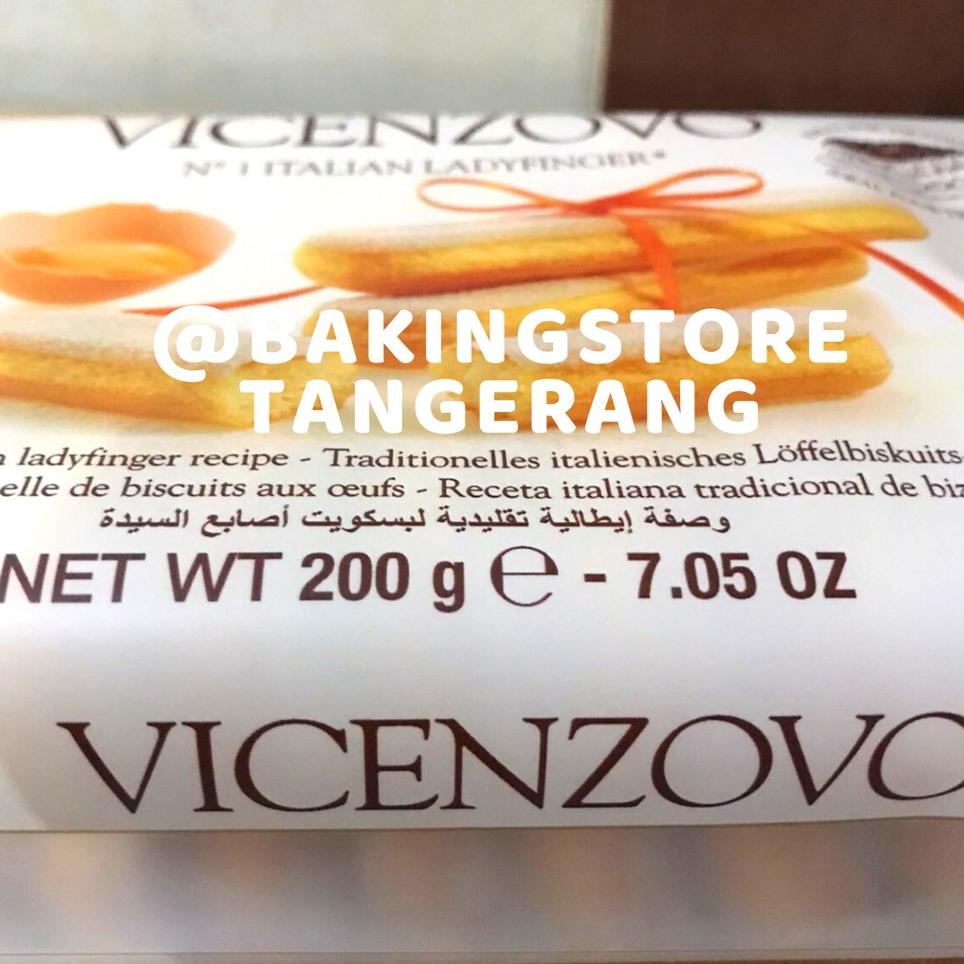 VICENZOVO
N° 1 ITALIAN LADYFINGER*
@BAKINGSTORE
TANGERANG
ladyfinger recipe - Traditionelles italienisches Löffelbiskuits
elle de biscuits aux œufs - Receta italiana tradicional de biz
وصفة إيطالية تقليدية لبسكويت أصابع السيدة
NET WT 200 g ℮ - 7.05 OZ
VICENZOVO